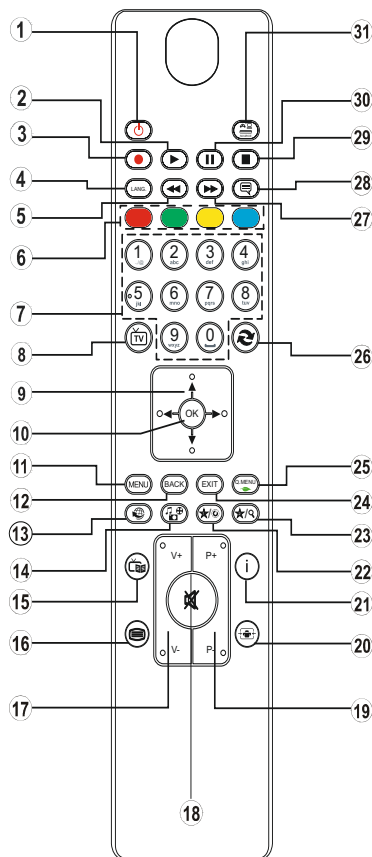 1
31
2
30
3
29
4
LANG.
28
5
27
6
1
.,@
2
abc
3
def
4
ghi
7
5
jkl
6
mno
7
pqrs
8
tuv
8
TV
9
wxyz
0
26
9
OK
10
11
MENU
BACK
EXIT
Q.MENU
25
12
24
13
23
14
22
V+
P+
i
15
21
16
20
V-
P-
17
19
18